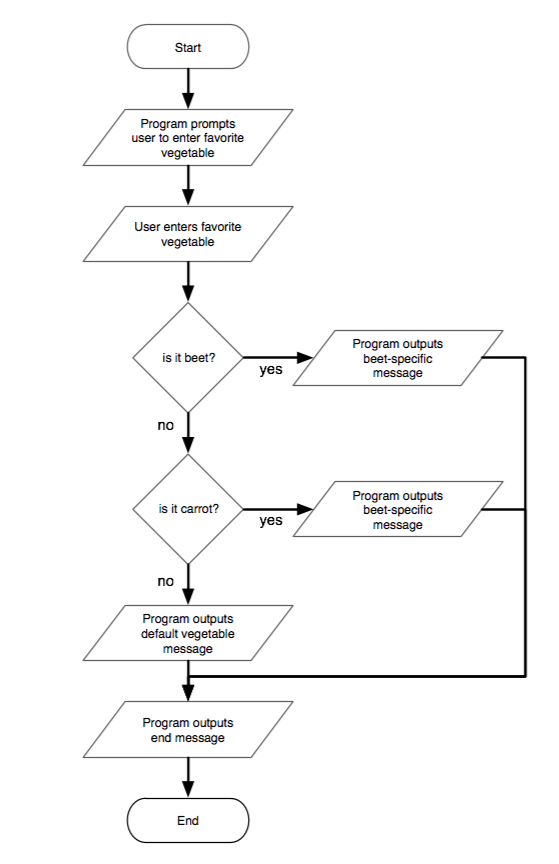 Start
Program prompts
user to enter favorite
vegetable
User enters favorite
vegetable
is it beet?
yes
Program outputs
beet-specific
message
no
is it carrot?
yes
Program outputs
beet-specific
message
no
Program outputs
default vegetable
message
Program outputs
end message
End